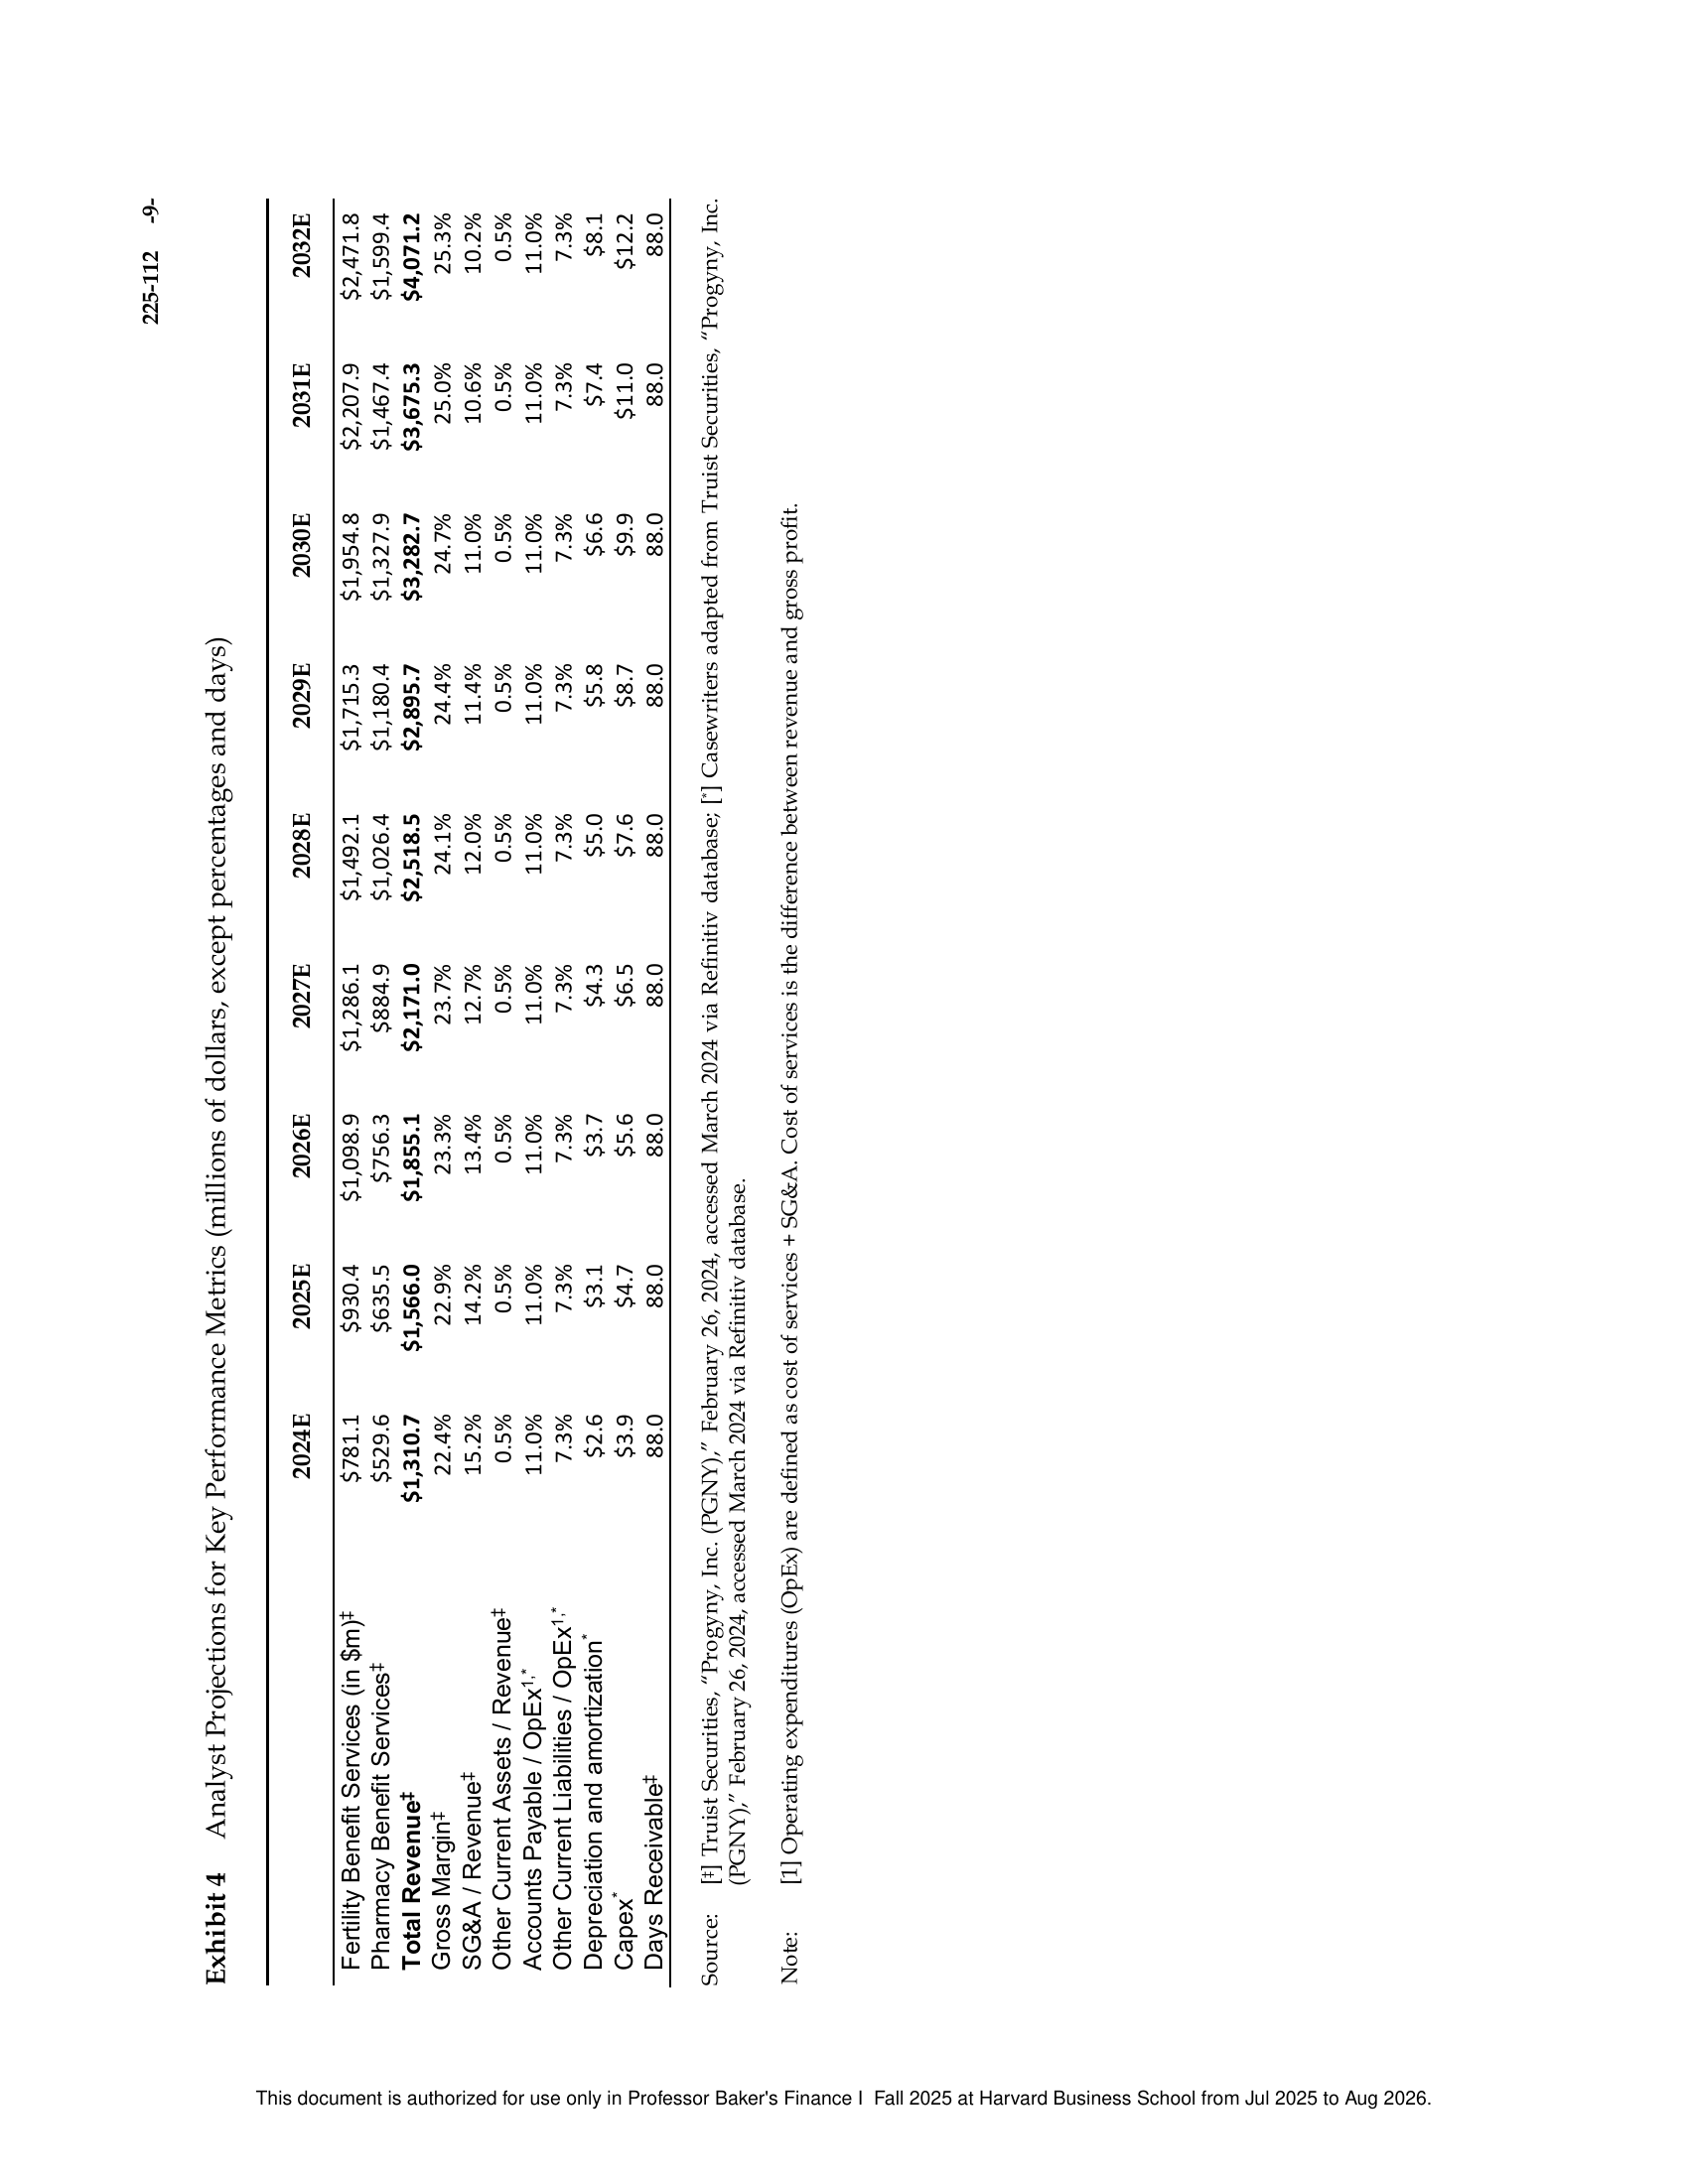 225-112 -9-
Exhibit 4 Analyst Projections for Key Performance Metrics (millions of dollars, except percentages and days)
2024E 2025E 2026E 2027E 2028E 2029E 2030E 2031E 2032E
Fertility Benefit Services (in $m)‡ $781.1 $930.4 $1,098.9 $1,286.1 $1,492.1 $1,715.3 $1,954.8 $2,207.9 $2,471.8
Pharmacy Benefit Services‡ $529.6 $635.5 $756.3 $884.9 $1,026.4 $1,180.4 $1,327.9 $1,467.4 $1,599.4
Total Revenue‡ $1,310.7 $1,566.0 $1,855.1 $2,171.0 $2,518.5 $2,895.7 $3,282.7 $3,675.3 $4,071.2
Gross Margin‡ 22.4% 22.9% 23.3% 23.7% 24.1% 24.4% 24.7% 25.0% 25.3%
SG&A / Revenue‡ 15.2% 14.2% 13.4% 12.7% 12.0% 11.4% 11.0% 10.6% 10.2%
Other Current Assets / Revenue‡ 0.5% 0.5% 0.5% 0.5% 0.5% 0.5% 0.5% 0.5% 0.5%
Accounts Payable / OpEx1,* 11.0% 11.0% 11.0% 11.0% 11.0% 11.0% 11.0% 11.0% 11.0%
Other Current Liabilities / OpEx1,* 7.3% 7.3% 7.3% 7.3% 7.3% 7.3% 7.3% 7.3% 7.3%
Depreciation and amortization* $2.6 $3.1 $3.7 $4.3 $5.0 $5.8 $6.6 $7.4 $8.1
Capex* $3.9 $4.7 $5.6 $6.5 $7.6 $8.7 $9.9 $11.0 $12.2
Days Receivable‡ 88.0 88.0 88.0 88.0 88.0 88.0 88.0 88.0 88.0
Source: [‡] Truist Securities, “Progyny, Inc. (PGNY),” February 26, 2024, accessed March 2024 via Refinitiv database; [*] Casewriters adapted from Truist Securities, “Progyny, Inc.
(PGNY),” February 26, 2024, accessed March 2024 via Refinitiv database.
Note: [1] Operating expenditures (OpEx) are defined as cost of services + SG&A. Cost of services is the difference between revenue and gross profit.
This document is authorized for use only in Professor Baker's Finance I Fall 2025 at Harvard Business School from Jul 2025 to Aug 2026.